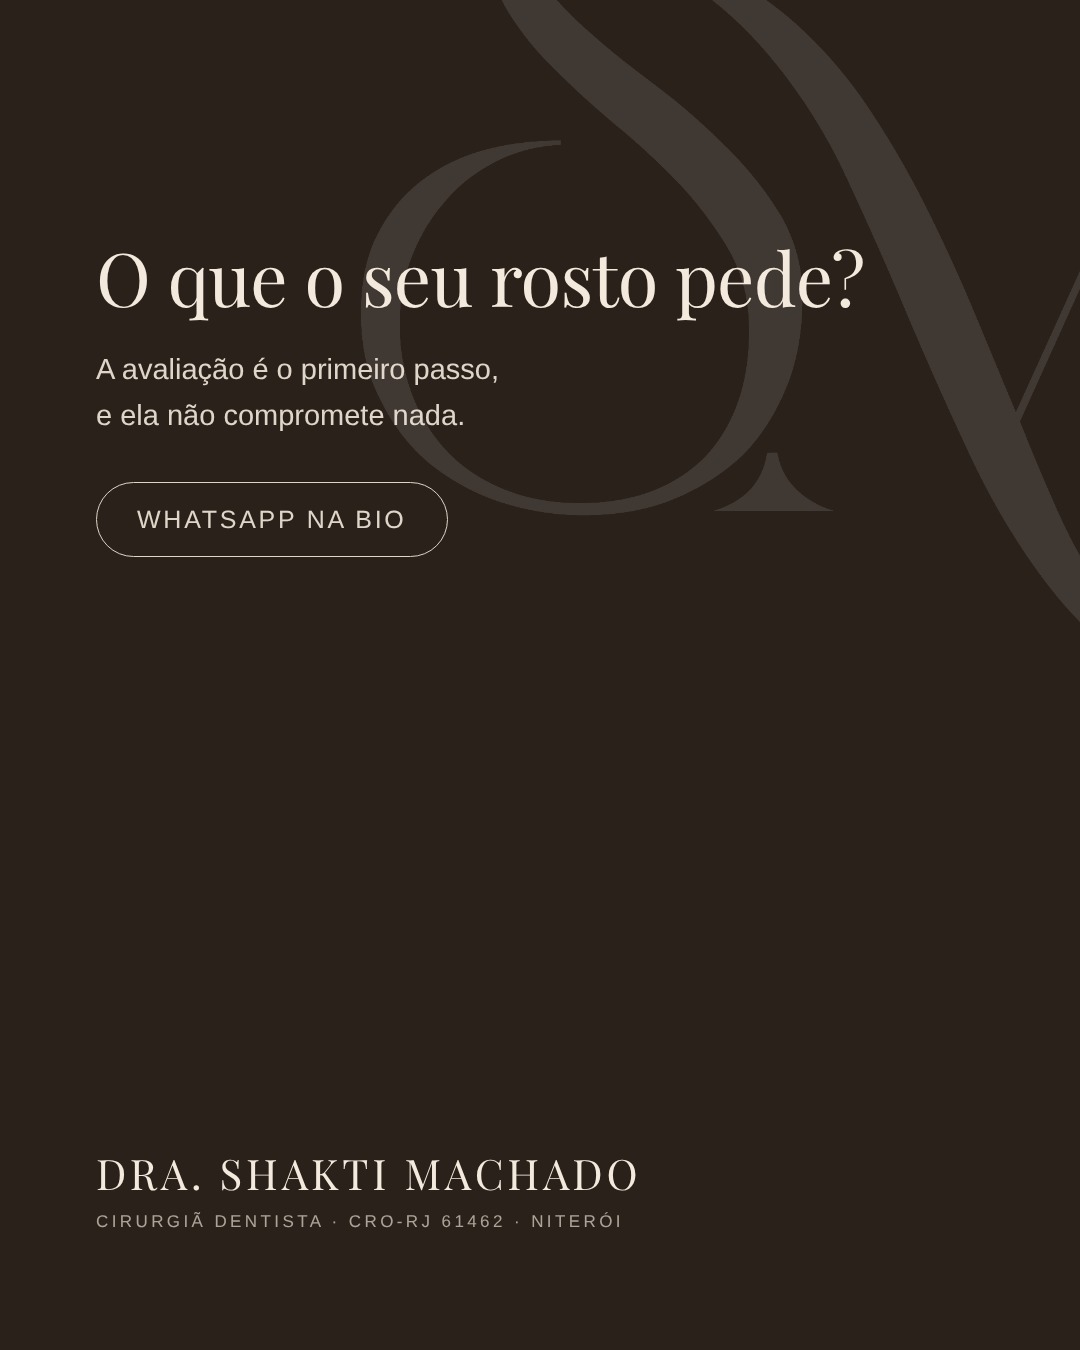 O que o seu rosto pede?
A avaliação é o primeiro passo,
e ela não compromete nada.
WHATSAPP NA BIO
DRA. SHAKTI MACHADO
CIRURGIÃ DENTISTA · CRO-RJ 61462 · NITERÓI